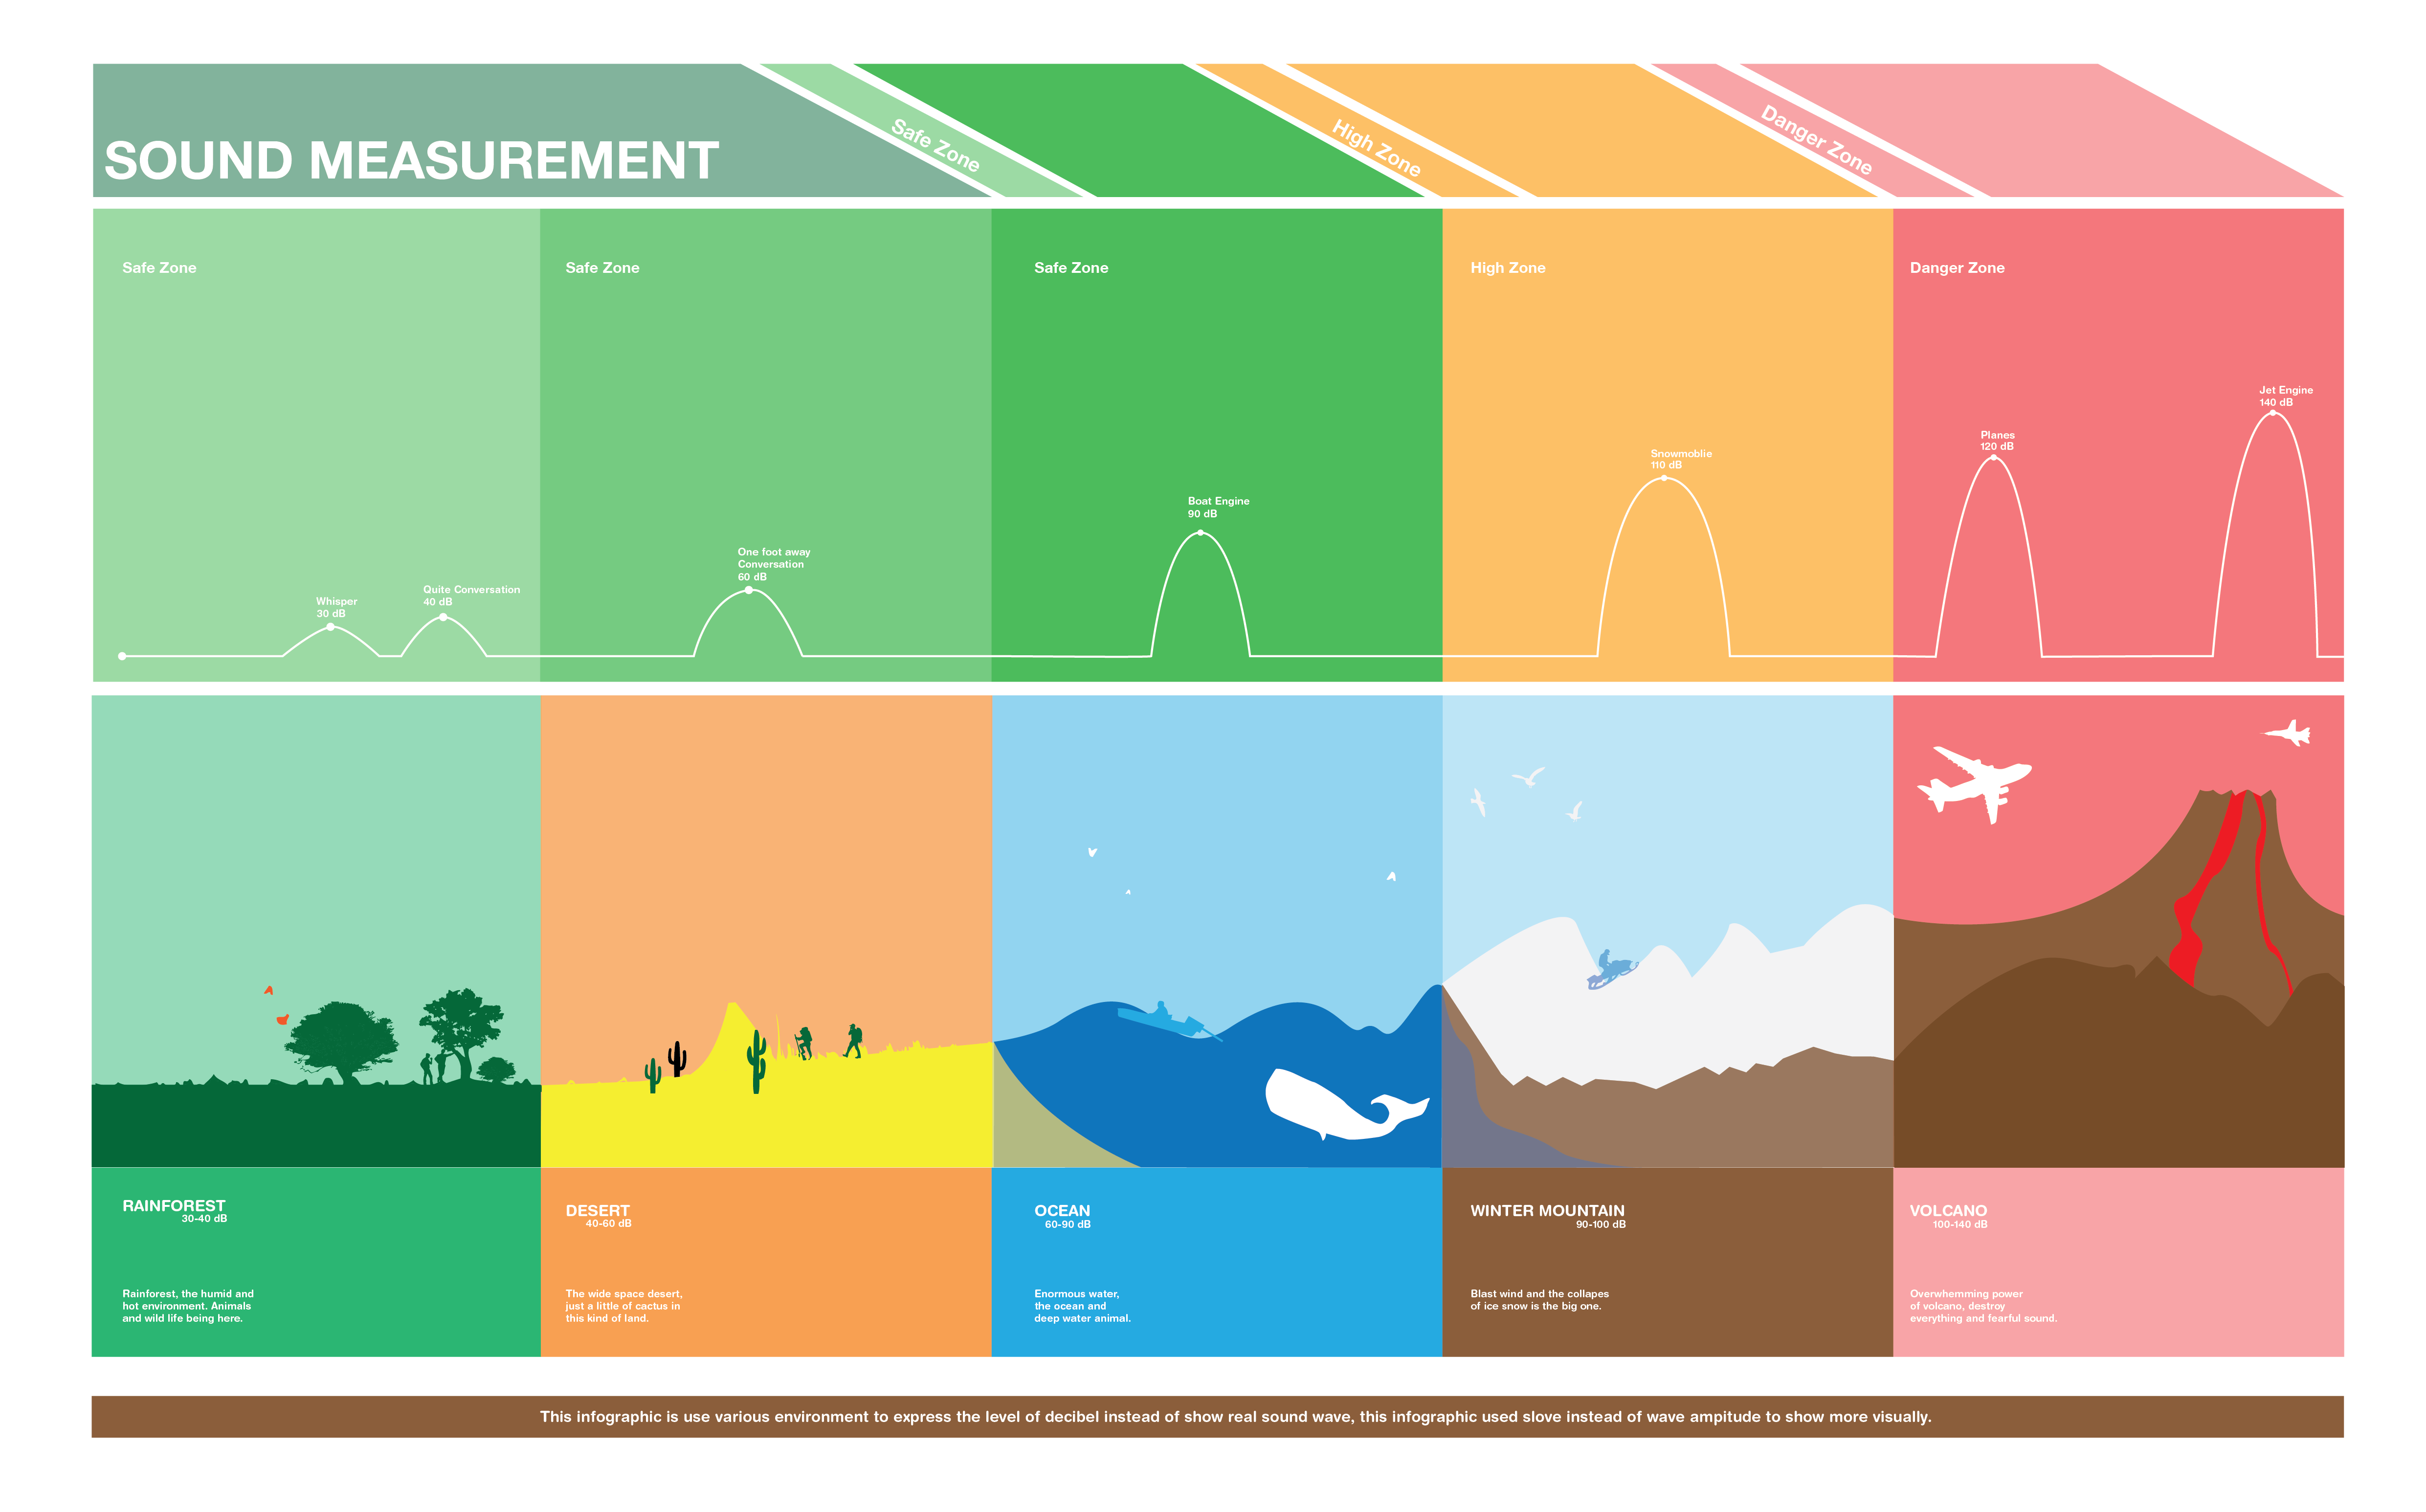 SOUND MEASUREMENT
Safe Zone
High Zone
Danger Zone
Safe Zone
Safe Zone
Safe Zone
High Zone
Danger Zone
Whisper
30 dB
Quite Conversation
40 dB
One foot away
Conversation
60 dB
Boat Engine
90 dB
Snowmoblie
110 dB
Planes
120 dB
Jet Engine
140 dB
RAINFOREST
30-40 dB
Rainforest, the humid and
hot environment. Animals
and wild life being here.
DESERT
40-60 dB
The wide space desert,
just a little of cactus in
this kind of land.
OCEAN
60-90 dB
Enormous water,
the ocean and
deep water animal.
WINTER MOUNTAIN
90-100 dB
Blast wind and the collapes
of ice snow is the big one.
VOLCANO
100-140 dB
Overwhemming power
of volcano, destroy
everything and fearful sound.
This infographic is use various environment to express the level of decibel instead of show real sound wave, this infographic used slove instead of wave ampitude to show more visually.